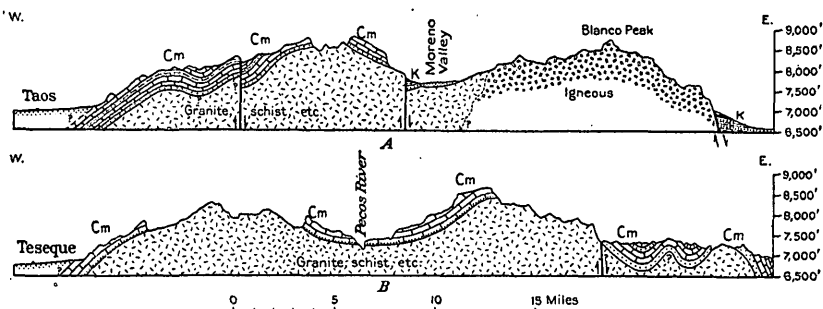 W. E.
9,000'
8,500'
8,000'
7,500'
7,000'
6,500'
Cm Cm Cm
Moreno
Valley
Blanco Peak
K
Taos
Igneous
K
Granite, schist, etc.
A
W. E.
9,000'
8,500'
8,000'
7,500'
7,000'
6,500'
Pecos River
Cm Cm Cm Cm Cm
Teseque
Granite, schist, etc.
B
0 5 10 15 Miles